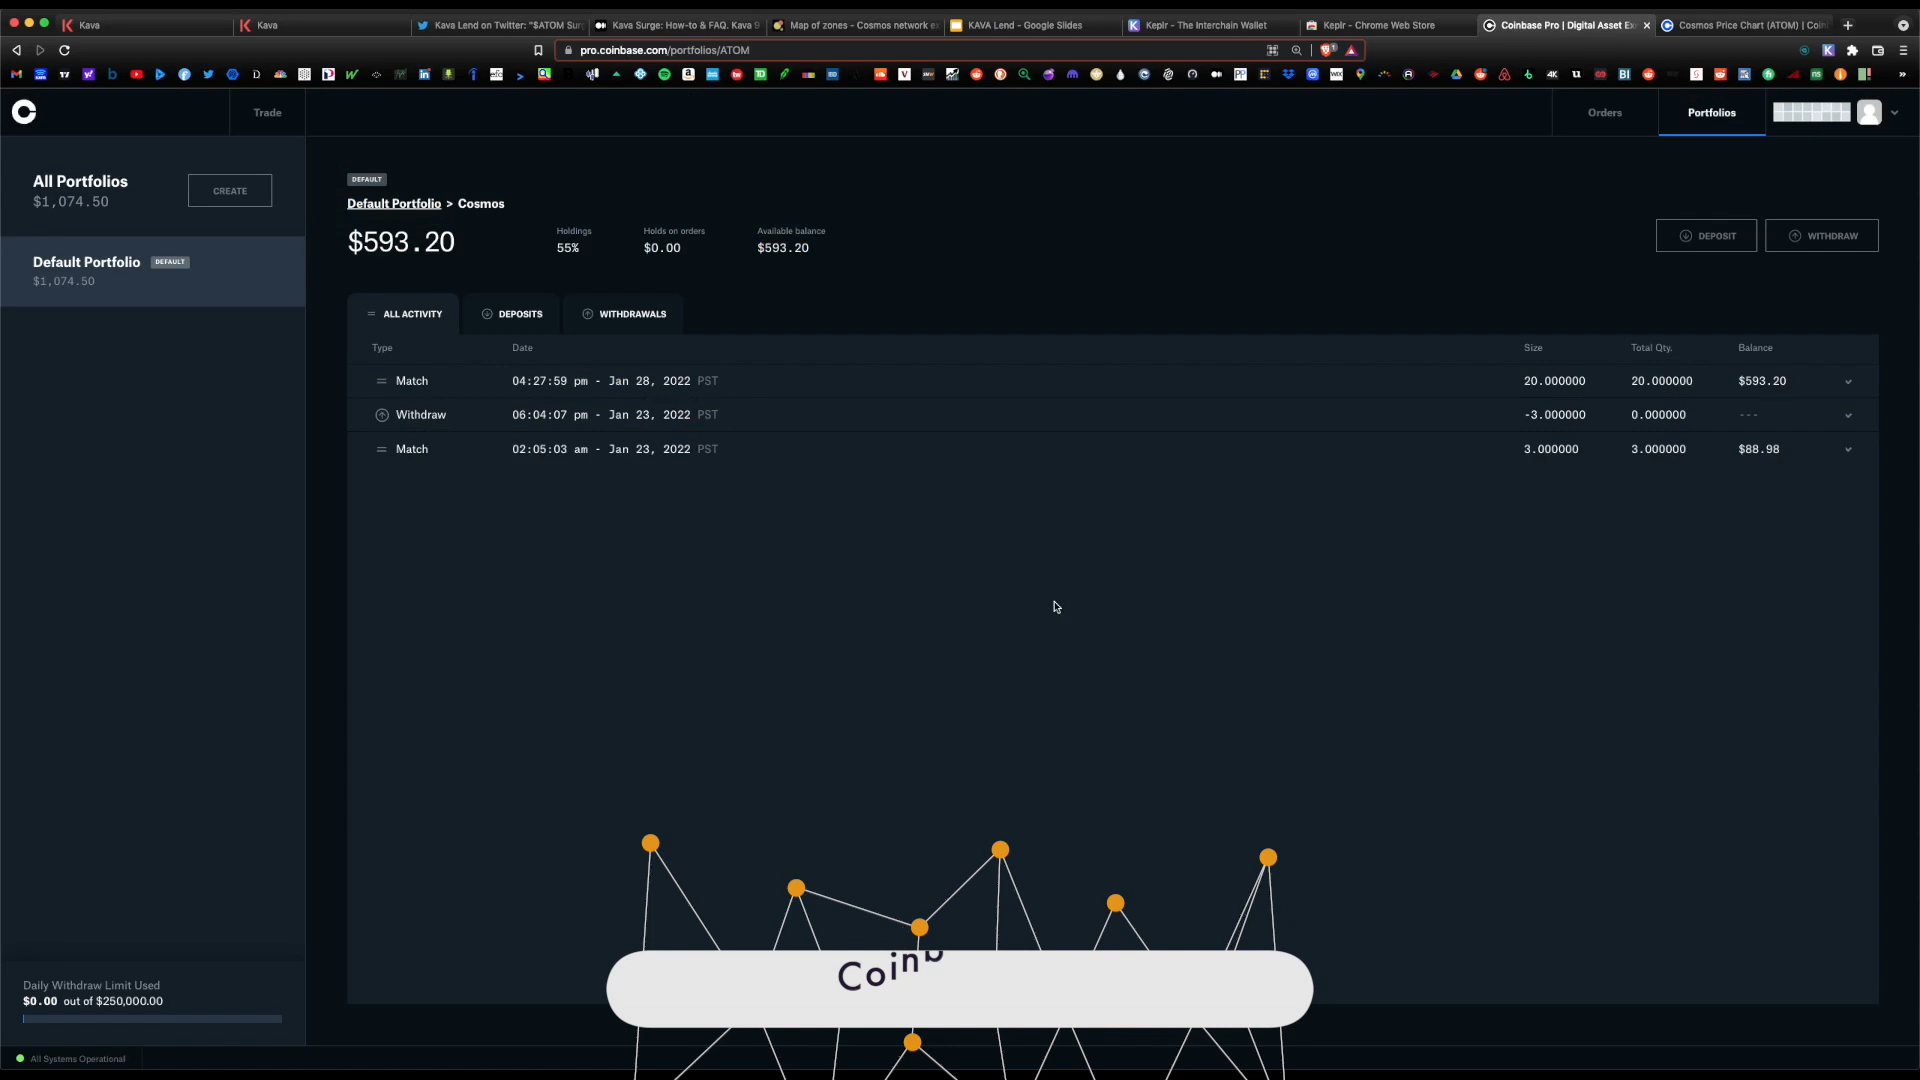 Kava
Kava
Kava Lend on Twitter: "$ATOM Sur
Kava Surge: How-to & FAQ. Kava 9
Map of zones - Cosmos network e
KAVA Lend - Google Slides
Keplr - The Interchain Wallet
Keplr - Chrome Web Store
Coinbase Pro | Digital Asset Ex
Cosmos Price Chart (ATOM) | Coin
pro.coinbase.com/portfolios/ATOM
Trade
Orders
Portfolios
All Portfolios
$1,074.50
CREATE
Default Portfolio DEFAULT
$1,074.50
DEFAULT
Default Portfolio > Cosmos
$593.20
Holdings
55%
Holds on orders
$0.00
Available balance
$593.20
DEPOSIT
WITHDRAW
ALL ACTIVITY
DEPOSITS
WITHDRAWALS
Type Date Size Total Qty. Balance
Match 04:27:59 pm - Jan 28, 2022 PST 20.000000 20.000000 $593.20
Withdraw 06:04:07 pm - Jan 23, 2022 PST -3.000000 0.000000 ---
Match 02:05:03 am - Jan 23, 2022 PST 3.000000 3.000000 $88.98
Coinb
Daily Withdraw Limit Used
$0.00 out of $250,000.00
All Systems Operational